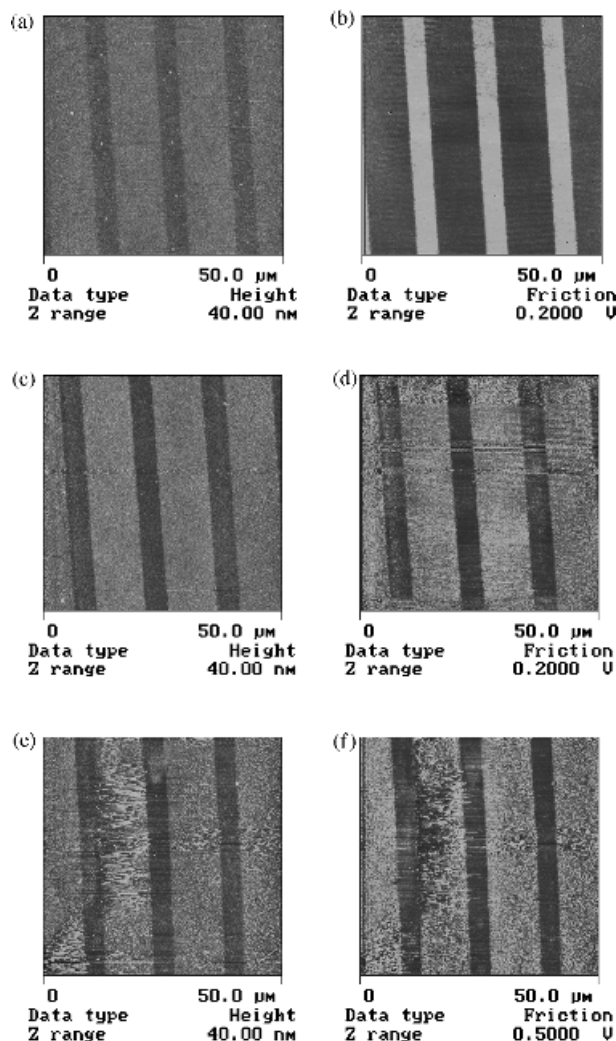 (a)
(b)
0 50.0 µm
Data type Height
Z range 40.00 nm
0 50.0 µm
Data type Friction
Z range 0.2000 V
(c)
(d)
0 50.0 µm
Data type Height
Z range 40.00 nm
0 50.0 µm
Data type Friction
Z range 0.2000 V
(e)
(f)
0 50.0 µm
Data type Height
Z range 40.00 nm
0 50.0 µm
Data type Friction
Z range 0.5000 V